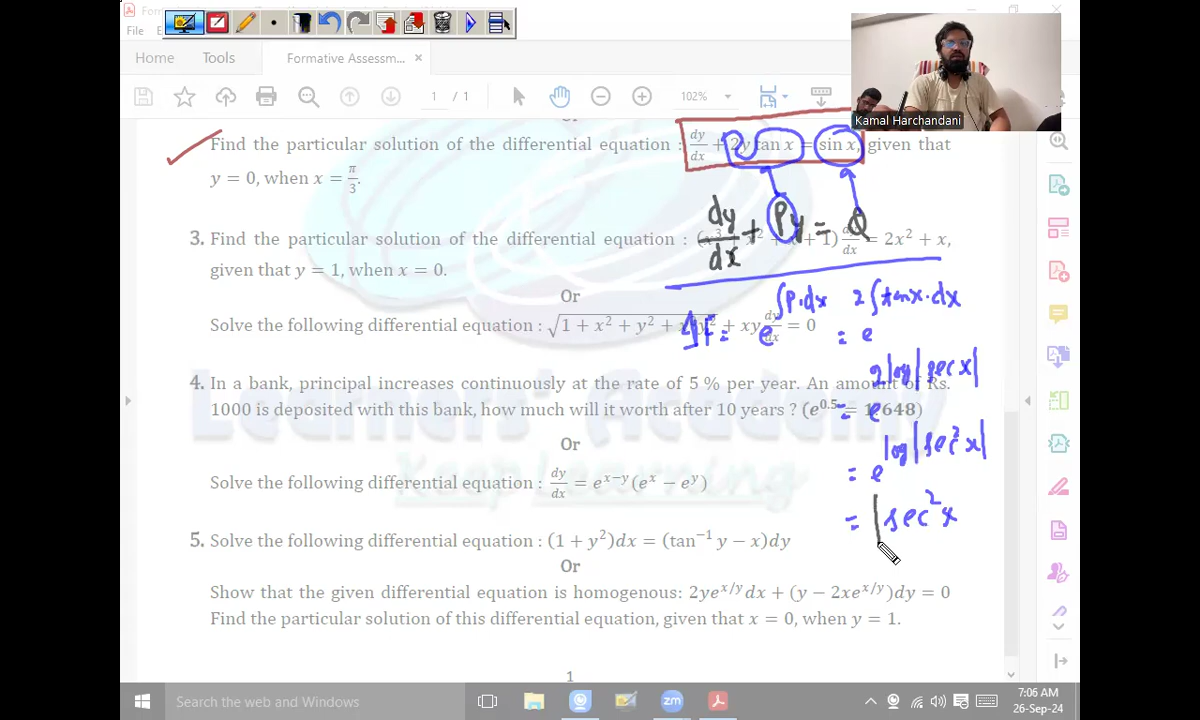 Formative Assessm... ×
File
Home
Tools
1 / 1
102%
Kamal Harchandani
Find the particular solution of the differential equation : dy/dx + 2y tan x = sin x, given that
y = 0, when x = π/3.
dy/dx + Py = Q
3. Find the particular solution of the differential equation : (x³ + x² + x + 1) dy/dx = 2x² + x,
given that y = 1, when x = 0.
Or
Solve the following differential equation : √1 + x² + y² + x²y² + xy dy/dx = 0
IF = e^∫P·dx = e^2∫tanx·dx
= e^2log|sec x|
4. In a bank, principal increases continuously at the rate of 5 % per year. An amount of Rs.
1000 is deposited with this bank, how much will it worth after 10 years ? (e^0.5 = 1.648)
Or
= e^log|sec²x|
Solve the following differential equation : dy/dx = e^x−y(e^x − e^y)
= |sec²x
5. Solve the following differential equation : (1 + y²)dx = (tan⁻¹ y − x)dy
Or
Show that the given differential equation is homogenous: 2ye^x/y dx + (y − 2xe^x/y)dy = 0
Find the particular solution of this differential equation, given that x = 0, when y = 1.
Learners Academy
Keep Learning
1
Search the web and Windows
zm
7:06 AM
26-Sep-24